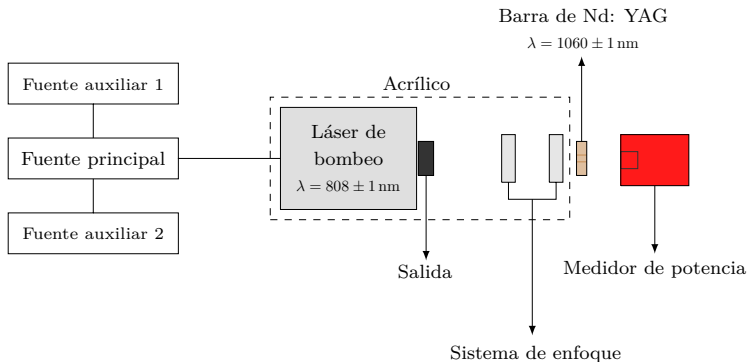 Barra de Nd: YAG
λ = 1060 ± 1 nm
Fuente auxiliar 1
Acrílico
Fuente principal
Láser de
bombeo
λ = 808 ± 1 nm
Fuente auxiliar 2
Salida
Medidor de potencia
Sistema de enfoque